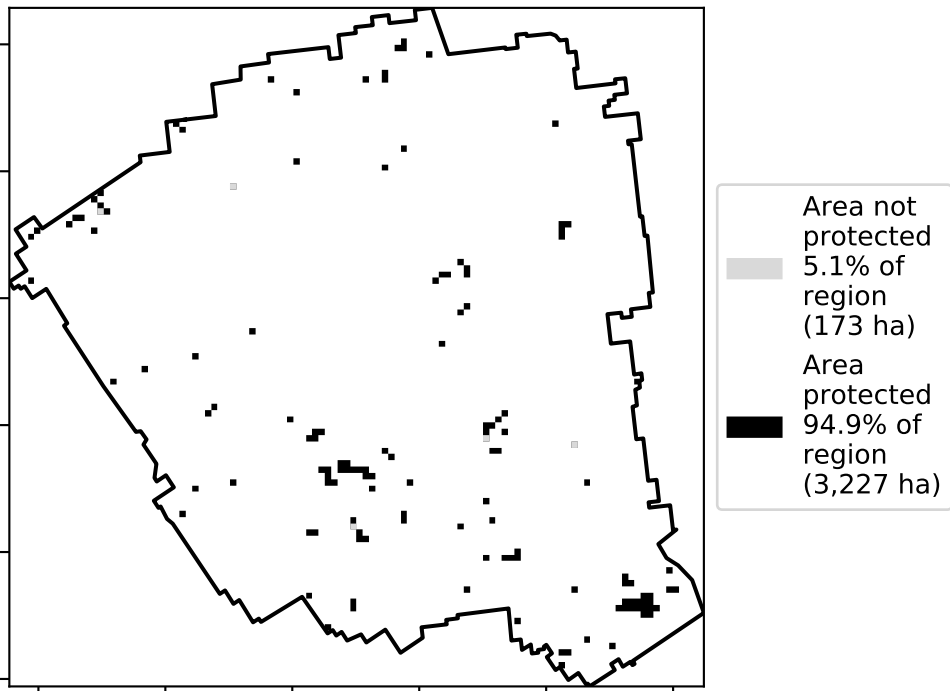 Area not
protected
5.1% of
region
(173 ha)
Area
protected
94.9% of
region
(3,227 ha)